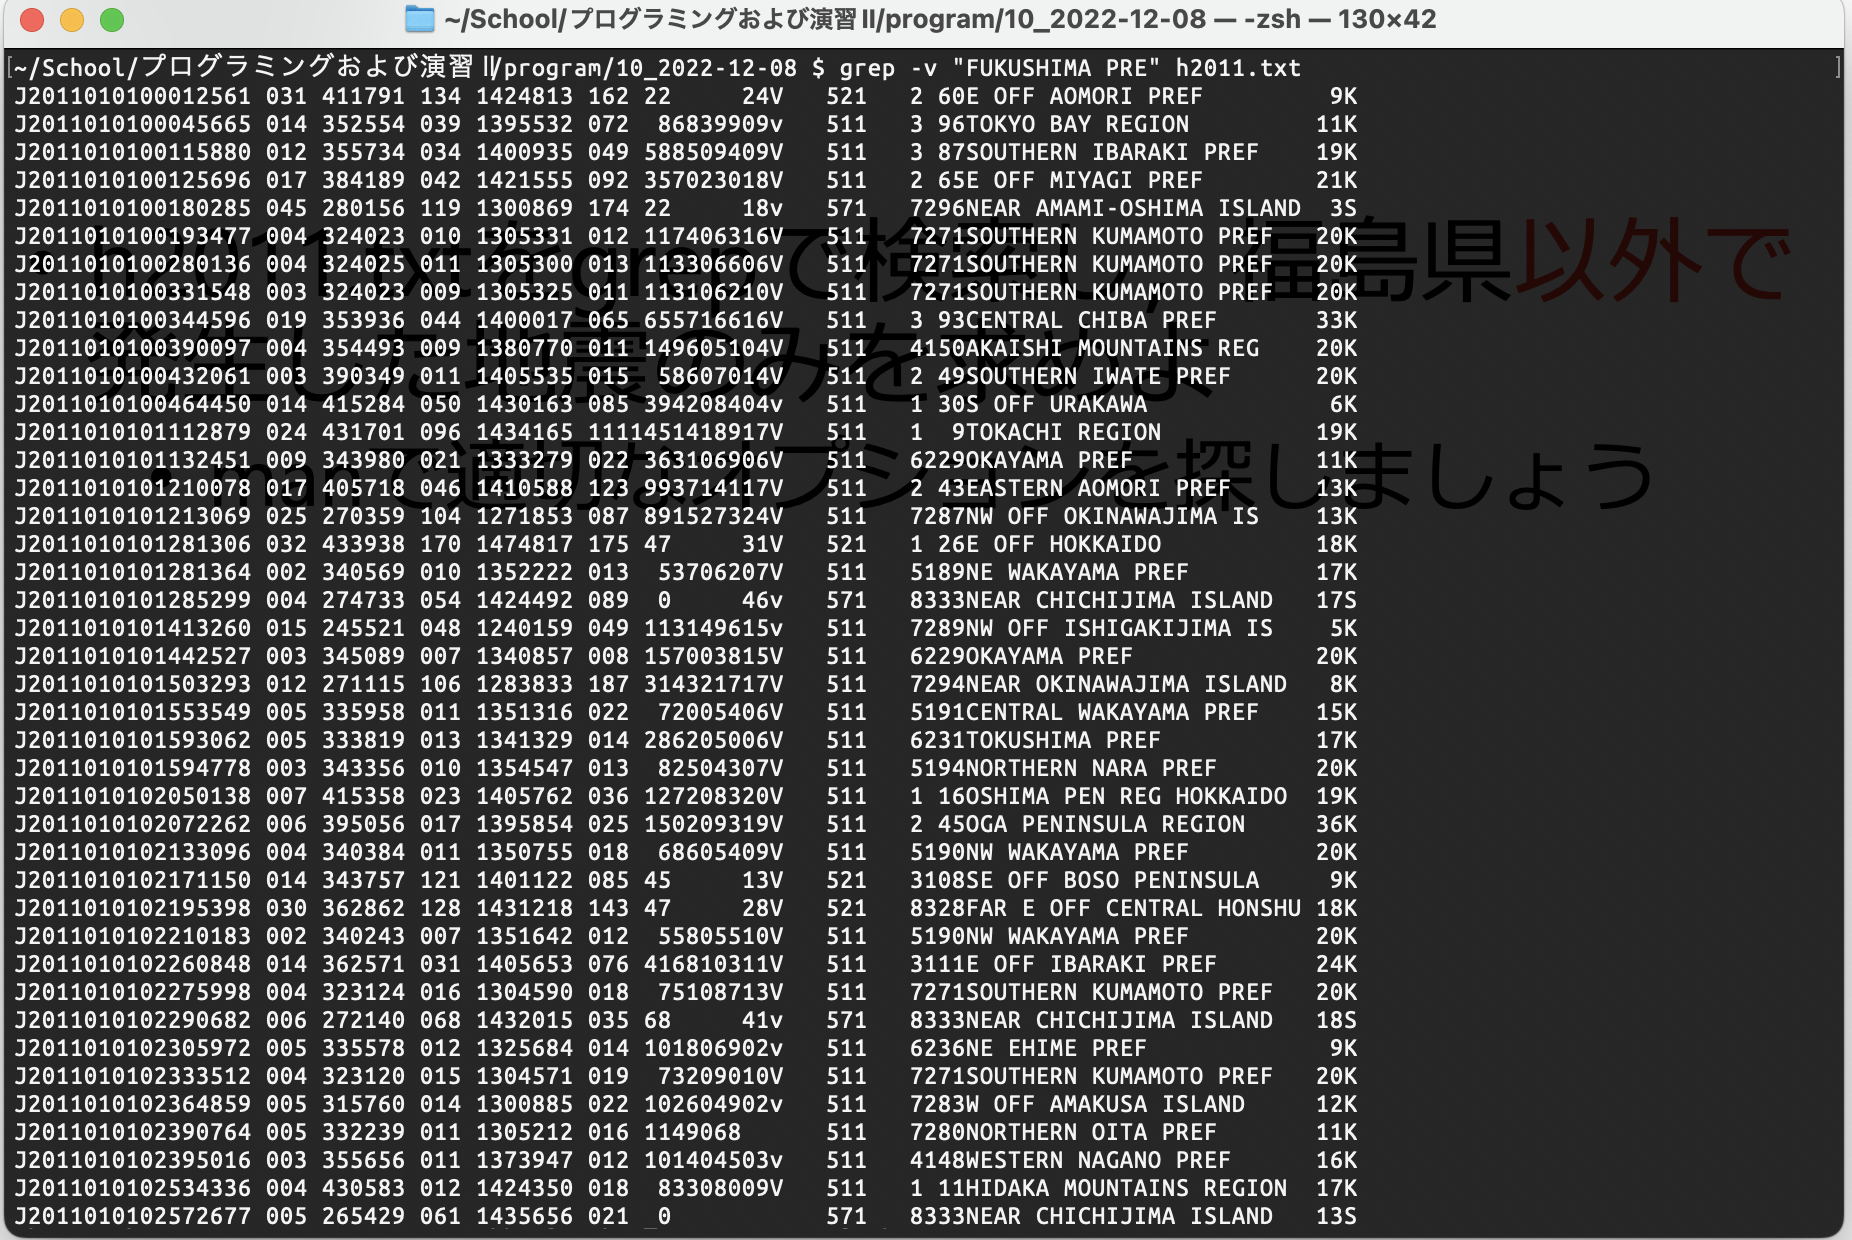 ~/School/プログラミングおよび演習 II/program/10_2022-12-08 — -zsh — 130×42
[~/School/プログラミングおよび演習 II/program/10_2022-12-08 $ grep -v "FUKUSHIMA PRE" h2011.txt ]
J2011010100012561 031 411791 134 1424813 162 22     24V   521   2 60E OFF AOMORI PREF         9K
J2011010100045665 014 352554 039 1395532 072  86839909v   511   3 96TOKYO BAY REGION         11K
J2011010100115880 012 355734 034 1400935 049 588509409V   511   3 87SOUTHERN IBARAKI PREF    19K
J2011010100125696 017 384189 042 1421555 092 357023018V   511   2 65E OFF MIYAGI PREF        21K
J2011010100180285 045 280156 119 1300869 174 22     18v   571   7296NEAR AMAMI-OSHIMA ISLAND  3S
J2011010100193477 004 324023 010 1305331 012 117406316V   511   7271SOUTHERN KUMAMOTO PREF   20K
J2011010100280136 004 324025 011 1305300 013 113306606V   511   7271SOUTHERN KUMAMOTO PREF   20K
J2011010100331548 003 324023 009 1305325 011 113106210V   511   7271SOUTHERN KUMAMOTO PREF   20K
J2011010100344596 019 353936 044 1400017 065 655716616V   511   3 93CENTRAL CHIBA PREF       33K
J2011010100390097 004 354493 009 1380770 011 149605104V   511   4150AKAISHI MOUNTAINS REG    20K
J2011010100432061 003 390349 011 1405535 015  58607014V   511   2 49SOUTHERN IWATE PREF      20K
J2011010100464450 014 415284 050 1430163 085 394208404v   511   1 30S OFF URAKAWA             6K
J2011010101112879 024 431701 096 1434165 1111451418917V   511   1  9TOKACHI REGION           19K
J2011010101132451 009 343980 021 1333279 022 363106906V   511   6229OKAYAMA PREF             11K
J2011010101210078 017 405718 046 1410588 123 993714117V   511   2 43EASTERN AOMORI PREF      13K
J2011010101213069 025 270359 104 1271853 087 891527324V   511   7287NW OFF OKINAWAJIMA IS    13K
J2011010101281306 032 433938 170 1474817 175 47     31V   521   1 26E OFF HOKKAIDO           18K
J2011010101281364 002 340569 010 1352222 013  53706207V   511   5189NE WAKAYAMA PREF         17K
J2011010101285299 004 274733 054 1424492 089  0     46v   571   8333NEAR CHICHIJIMA ISLAND   17S
J2011010101413260 015 245521 048 1240159 049 113149615v   511   7289NW OFF ISHIGAKIJIMA IS    5K
J2011010101442527 003 345089 007 1340857 008 157003815V   511   6229OKAYAMA PREF             20K
J2011010101503293 012 271115 106 1283833 187 314321717V   511   7294NEAR OKINAWAJIMA ISLAND   8K
J2011010101553549 005 335958 011 1351316 022  72005406V   511   5191CENTRAL WAKAYAMA PREF    15K
J2011010101593062 005 333819 013 1341329 014 286205006V   511   6231TOKUSHIMA PREF           17K
J2011010101594778 003 343356 010 1354547 013  82504307V   511   5194NORTHERN NARA PREF       20K
J2011010102050138 007 415358 023 1405762 036 127208320V   511   1 16OSHIMA PEN REG HOKKAIDO  19K
J2011010102072262 006 395056 017 1395854 025 150209319V   511   2 45OGA PENINSULA REGION     36K
J2011010102133096 004 340384 011 1350755 018  68605409V   511   5190NW WAKAYAMA PREF         20K
J2011010102171150 014 343757 121 1401122 085 45     13V   521   3108SE OFF BOSO PENINSULA     9K
J2011010102195398 030 362862 128 1431218 143 47     28V   521   8328FAR E OFF CENTRAL HONSHU 18K
J2011010102210183 002 340243 007 1351642 012  55805510V   511   5190NW WAKAYAMA PREF         20K
J2011010102260848 014 362571 031 1405653 076 416810311V   511   3111E OFF IBARAKI PREF       24K
J2011010102275998 004 323124 016 1304590 018  75108713V   511   7271SOUTHERN KUMAMOTO PREF   20K
J2011010102290682 006 272140 068 1432015 035 68     41v   571   8333NEAR CHICHIJIMA ISLAND   18S
J2011010102305972 005 335578 012 1325684 014 101806902v   511   6236NE EHIME PREF             9K
J2011010102333512 004 323120 015 1304571 019  73209010V   511   7271SOUTHERN KUMAMOTO PREF   20K
J2011010102364859 005 315760 014 1300885 022 102604902v   511   7283W OFF AMAKUSA ISLAND     12K
J2011010102390764 005 332239 011 1305212 016 1149068      511   7280NORTHERN OITA PREF       11K
J2011010102395016 003 355656 011 1373947 012 101404503v   511   4148WESTERN NAGANO PREF      16K
J2011010102534336 004 430583 012 1424350 018  83308009V   511   1 11HIDAKA MOUNTAINS REGION  17K
J2011010102572677 005 265429 061 1435656 021  0           571   8333NEAR CHICHIJIMA ISLAND   13S
• h2011.txtをgrepで検索し，福島県以外で
発生した地震のみを求めよ
• manで適切なオプションを探しましょう